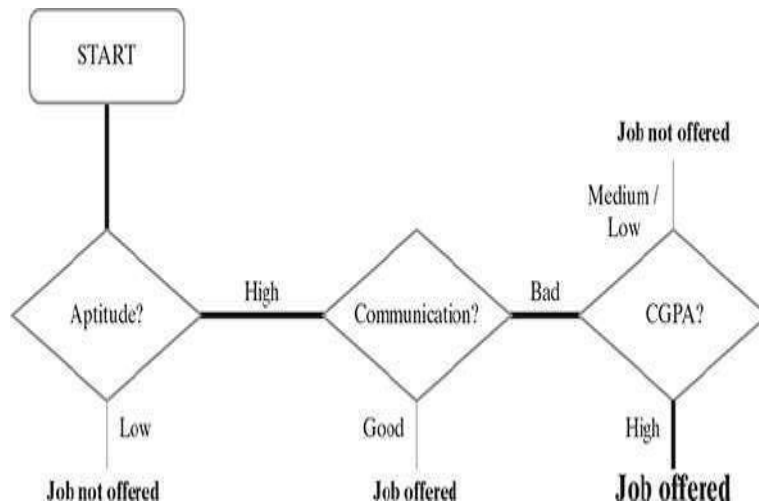 START
Job not offered
Medium /
Low
High
Bad
Aptitude?
Communication?
CGPA?
Low
Good
High
Job not offered
Job offered
Job offered